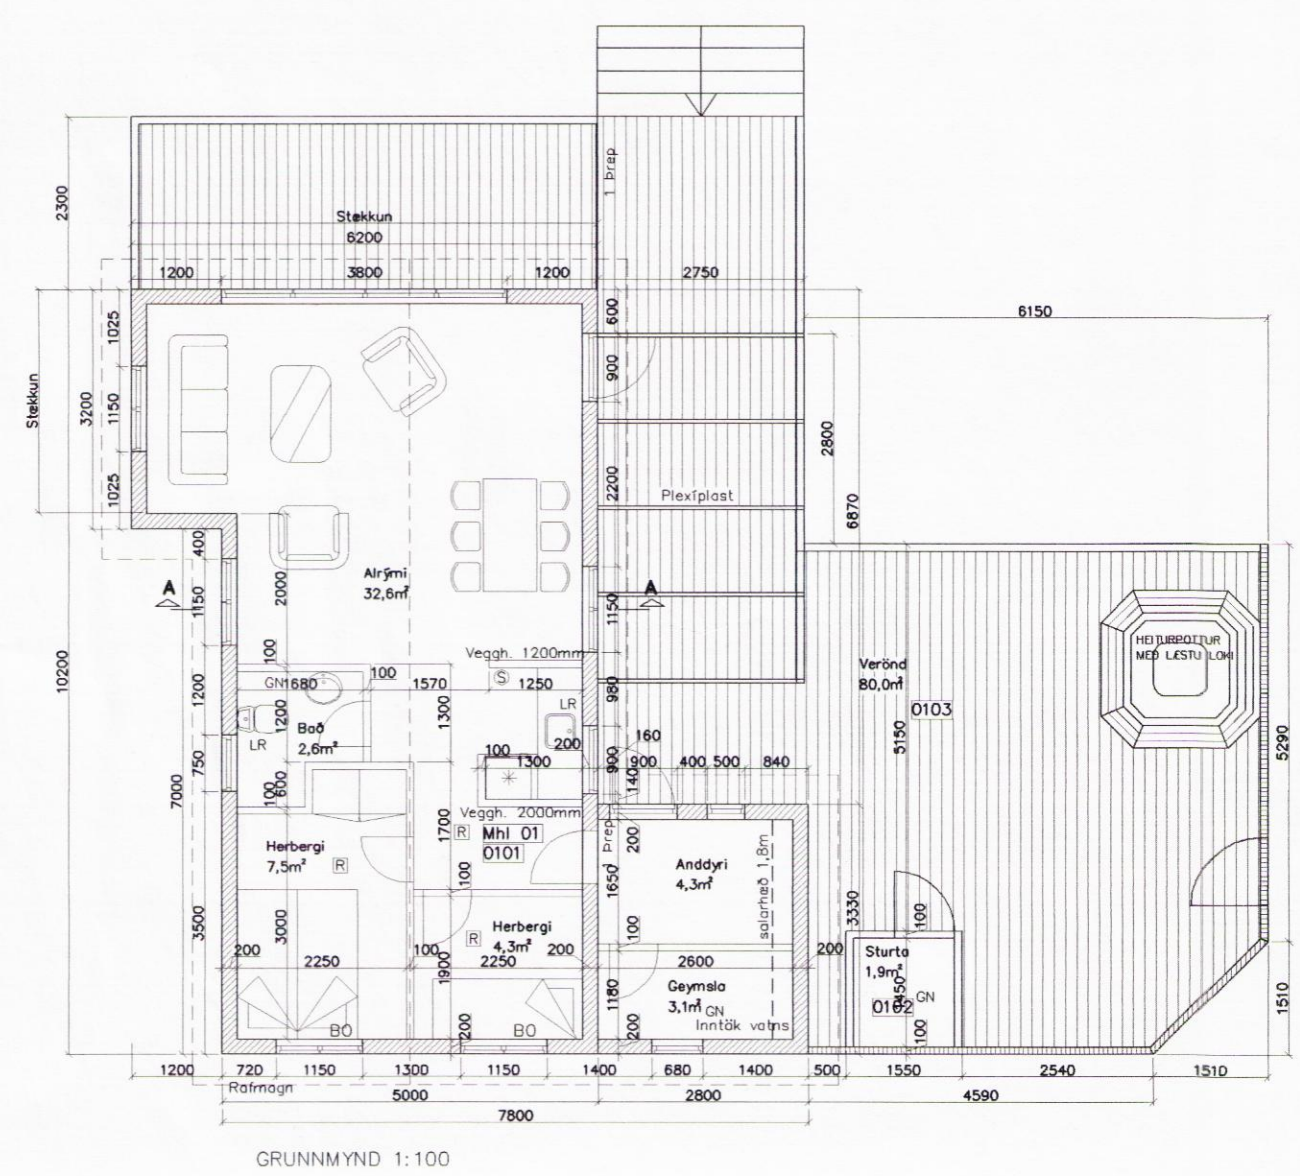 1 Þrep
2300
Stækkun
6200
1200
3800
1200
2750
6150
600
1025
900
Stækkun
3200
1150
2800
1025
2200
Plexíplast
6870
400
Alrými
32,6m²
2000
A
A
1150
1150
10200
100
Veggh. 1200mm
S
Verönd
80,0m²
HEITURPOTTUR
MEÐ LÆSTU LOKI
GN
1680
100
1570
1250
1200
980
0103
LR
1200
1300
Bað
2,6m²
LR
200
160
5150
5290
750
100
1300
900
900
400
500
840
140
7000
600
100
Veggh. 2000mm
1700
R
Mhl 01
0101
1 Þrep
200
Herbergi
7,5m²
R
Anddyri
4,3m²
salarhæð 1,8m
100
1650
3330
100
3500
3000
Herbergi
4,3m²
R
100
200
2250
100
1900
2250
200
2600
200
Sturta
1,9m²
1450
GN
0102
1510
1180
Geymsla
3,1m²
GN
Inntök vatns
BO
BO
200
200
100
1200
720
1150
1300
1150
1400
680
1400
500
1550
2540
1510
Rafmagn
5000
2800
4590
7800
GRUNNMYND 1:100